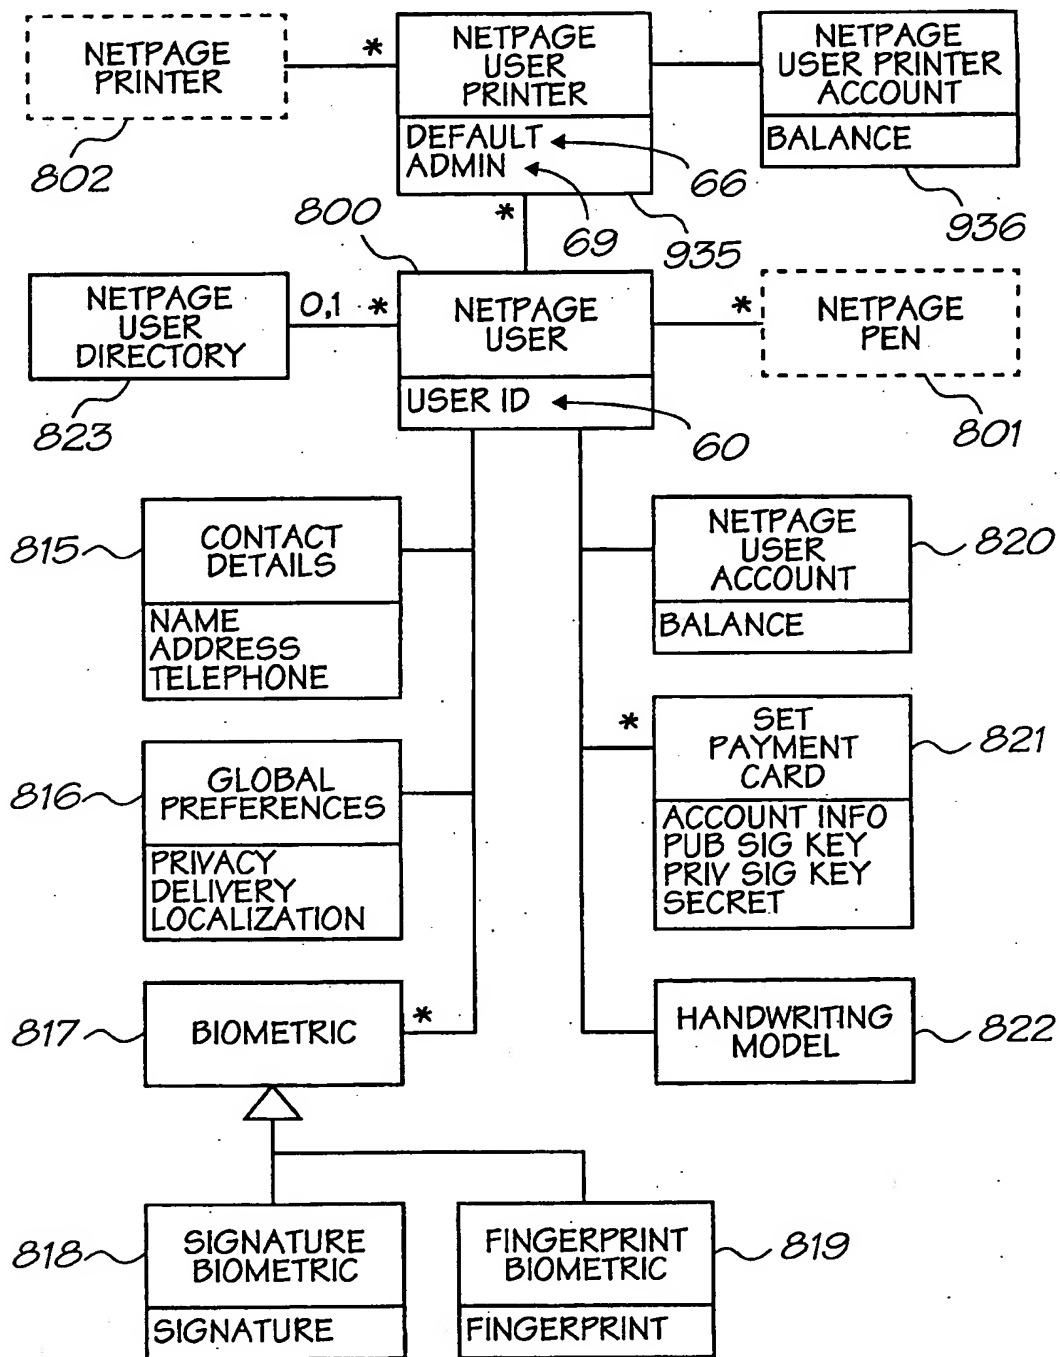 NETPAGE
PRINTER
802
*
NETPAGE
USER
PRINTER
DEFAULT
ADMIN
66
69
935
NETPAGE
USER PRINTER
ACCOUNT
BALANCE
936
*
800
NETPAGE
USER
DIRECTORY
823
0,1 *
NETPAGE
USER
USER ID
60
*
NETPAGE
PEN
801
815
CONTACT
DETAILS
NAME
ADDRESS
TELEPHONE
NETPAGE
USER
ACCOUNT
BALANCE
820
816
GLOBAL
PREFERENCES
PRIVACY
DELIVERY
LOCALIZATION
*
SET
PAYMENT
CARD
ACCOUNT INFO
PUB SIG KEY
PRIV SIG KEY
SECRET
821
817
BIOMETRIC
*
HANDWRITING
MODEL
822
818
SIGNATURE
BIOMETRIC
SIGNATURE
FINGERPRINT
BIOMETRIC
FINGERPRINT
819